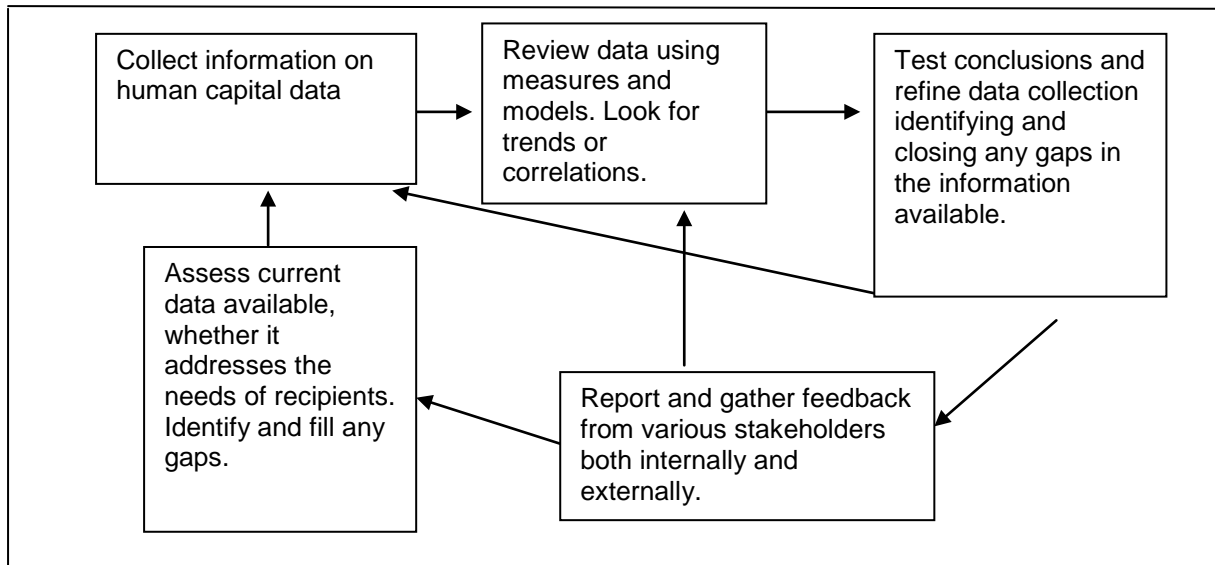 Collect information on
human capital data
Review data using
measures and
models. Look for
trends or
correlations.
Test conclusions and
refine data collection
identifying and
closing any gaps in
the information
available.
Assess current
data available,
whether it
addresses the
needs of recipients.
Identify and fill any
gaps.
Report and gather feedback
from various stakeholders
both internally and
externally.